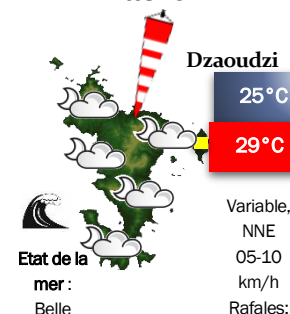 Dzaoudzi
25°C
29°C
Etat de la
mer :
Belle
Variable,
NNE
05-10
km/h
Rafales: